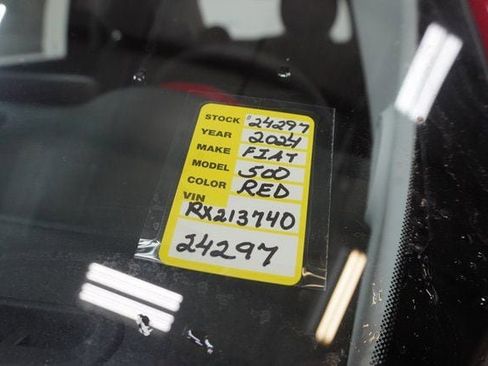 STOCK # 24297
YEAR 2024
MAKE FIAT
MODEL 500
COLOR RED
VIN
RX213740
24297